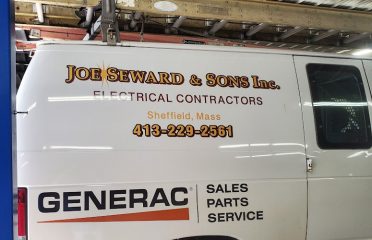 JOE SEWARD & SONS Inc.
ELECTRICAL CONTRACTORS
Sheffield, Mass
413-229-2561
GENERAC
SALES
PARTS
SERVICE